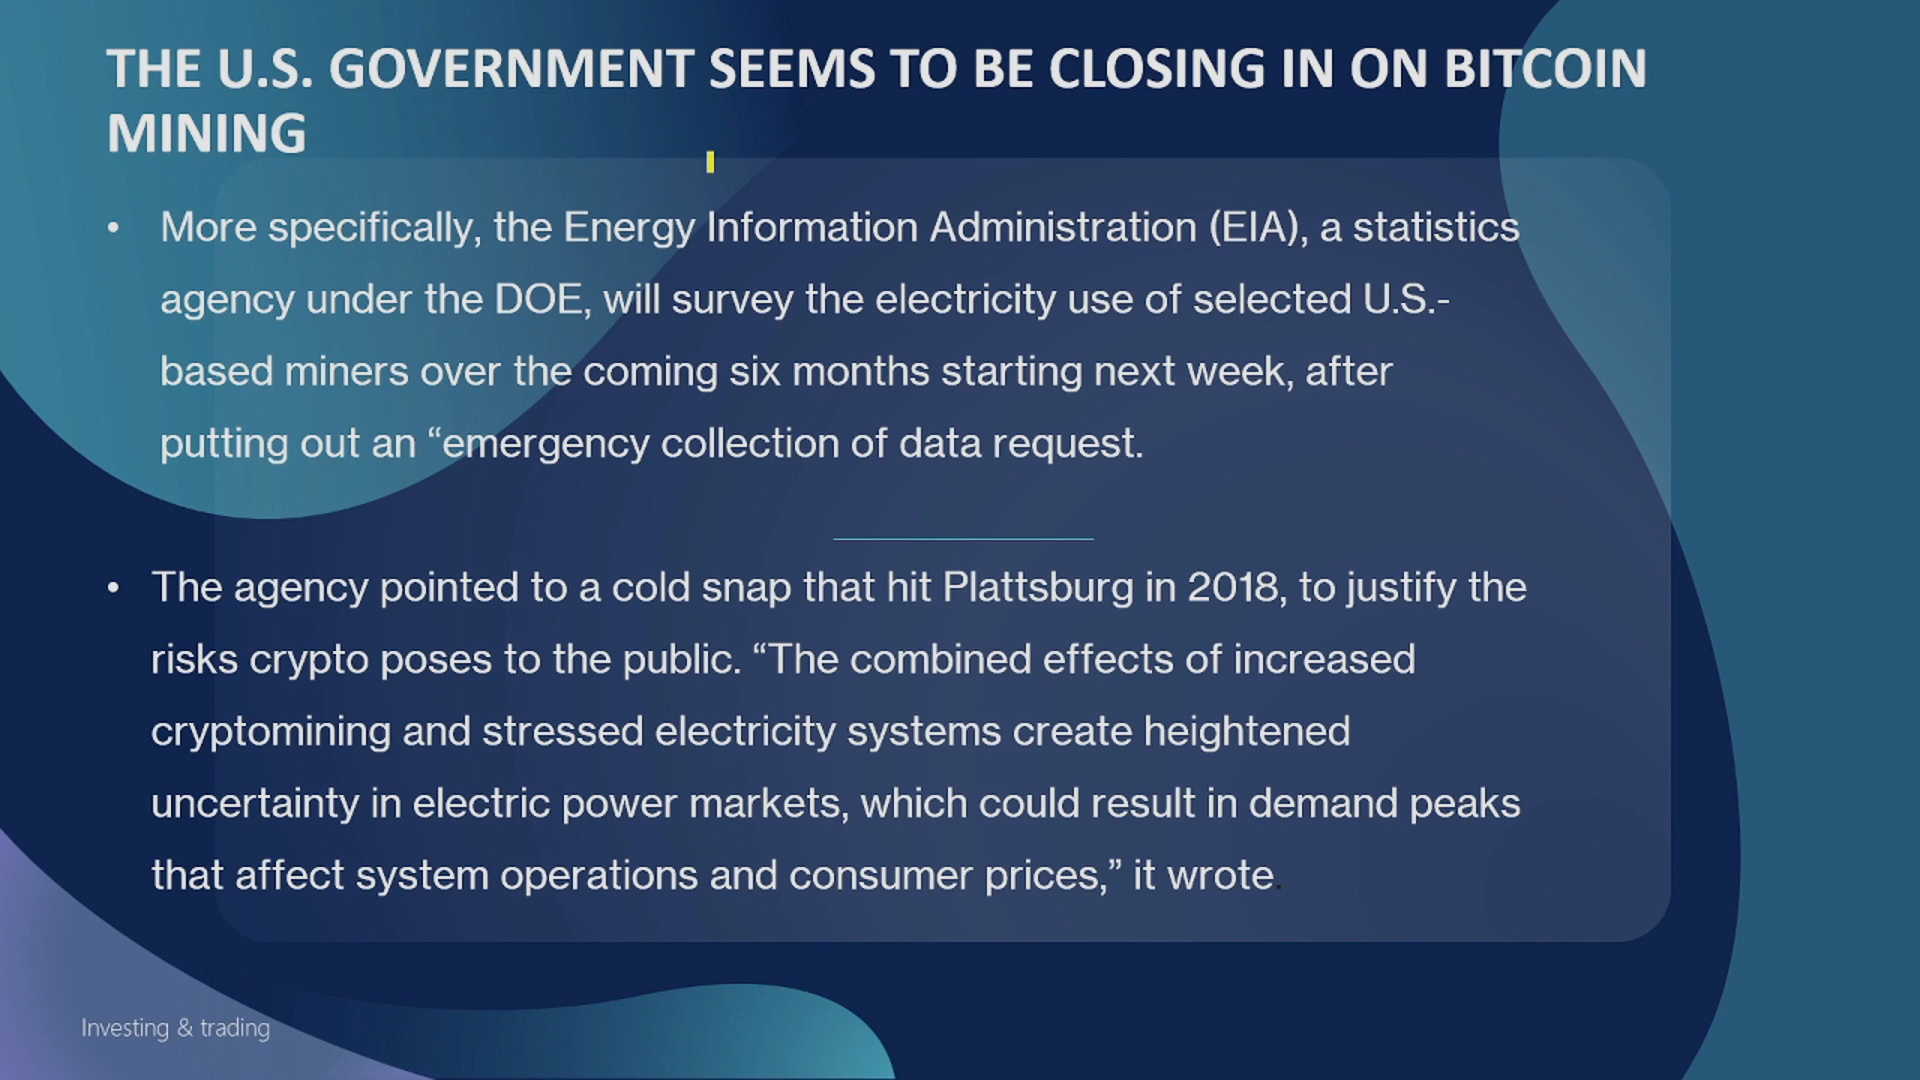 THE U.S. GOVERNMENT SEEMS TO BE CLOSING IN ON BITCOIN
MINING
• More specifically, the Energy Information Administration (EIA), a statistics
agency under the DOE, will survey the electricity use of selected U.S.-
based miners over the coming six months starting next week, after
putting out an “emergency collection of data request.
• The agency pointed to a cold snap that hit Plattsburg in 2018, to justify the
risks crypto poses to the public. “The combined effects of increased
cryptomining and stressed electricity systems create heightened
uncertainty in electric power markets, which could result in demand peaks
that affect system operations and consumer prices,” it wrote.
Investing & trading